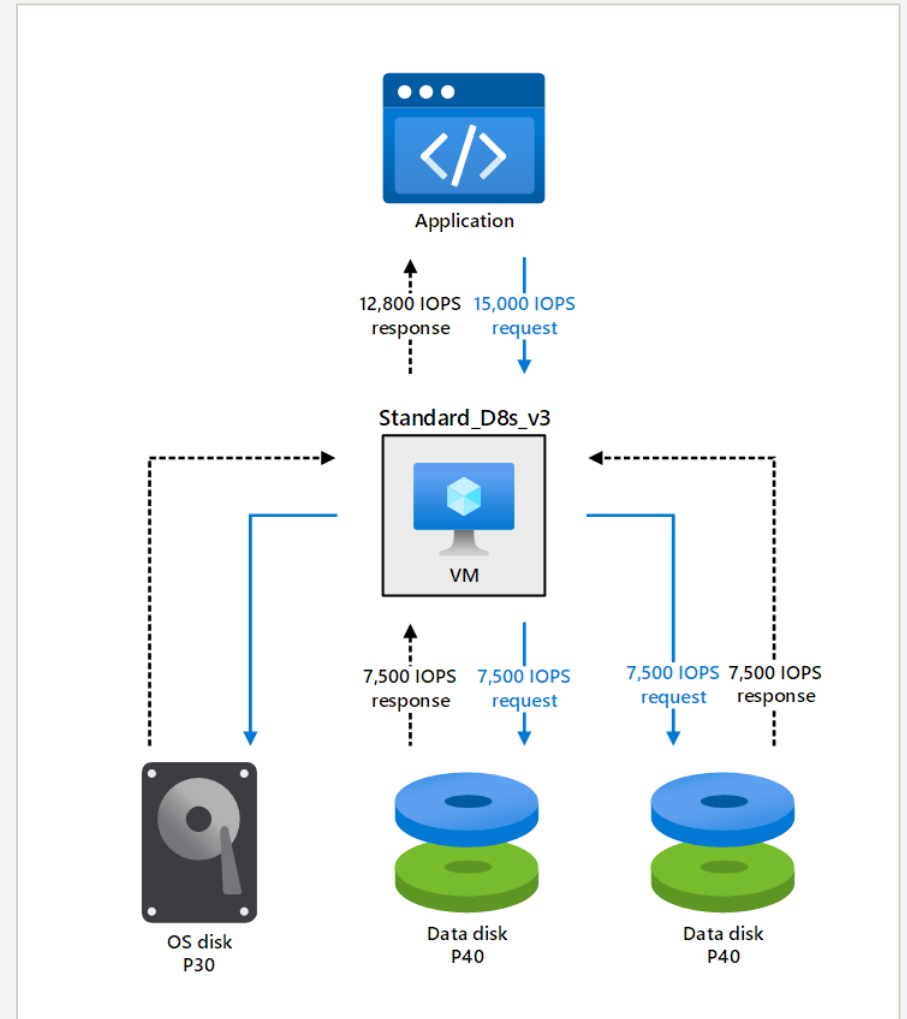 </>
Application
12,800 IOPS
response
15,000 IOPS
request
Standard_D8s_v3
VM
7,500 IOPS
response
7,500 IOPS
request
7,500 IOPS
request
7,500 IOPS
response
OS disk
P30
Data disk
P40
Data disk
P40